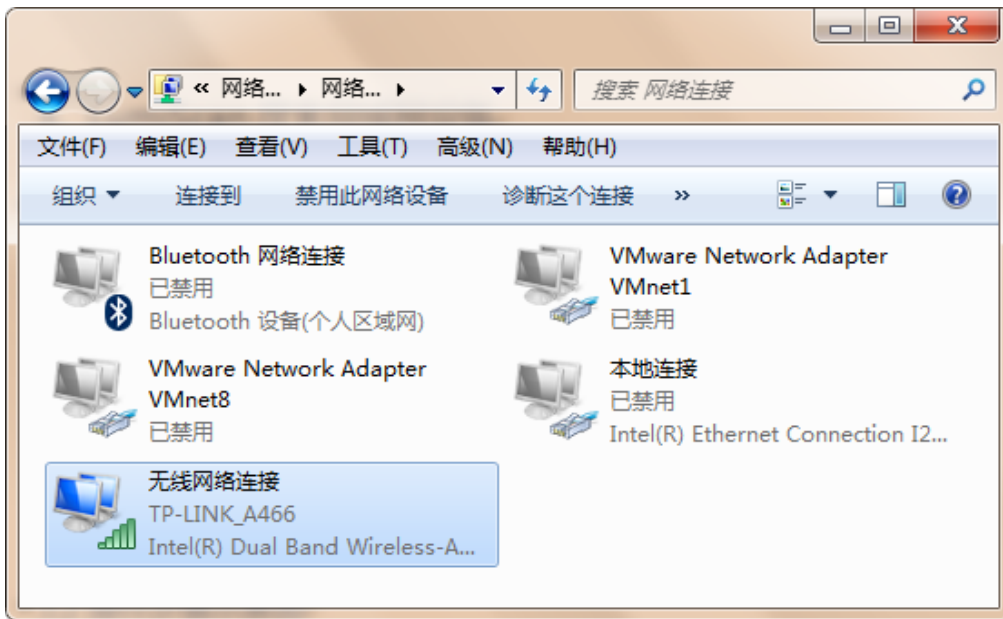 « 网络... ▸ 网络... ▸
搜索 网络连接
文件(F) 编辑(E) 查看(V) 工具(T) 高级(N) 帮助(H)
组织 连接到 禁用此网络设备 诊断这个连接 »
Bluetooth 网络连接
已禁用
Bluetooth 设备(个人区域网)
VMware Network Adapter
VMnet1
已禁用
VMware Network Adapter
VMnet8
已禁用
本地连接
已禁用
Intel(R) Ethernet Connection I2...
无线网络连接
TP-LINK_A466
Intel(R) Dual Band Wireless-A...